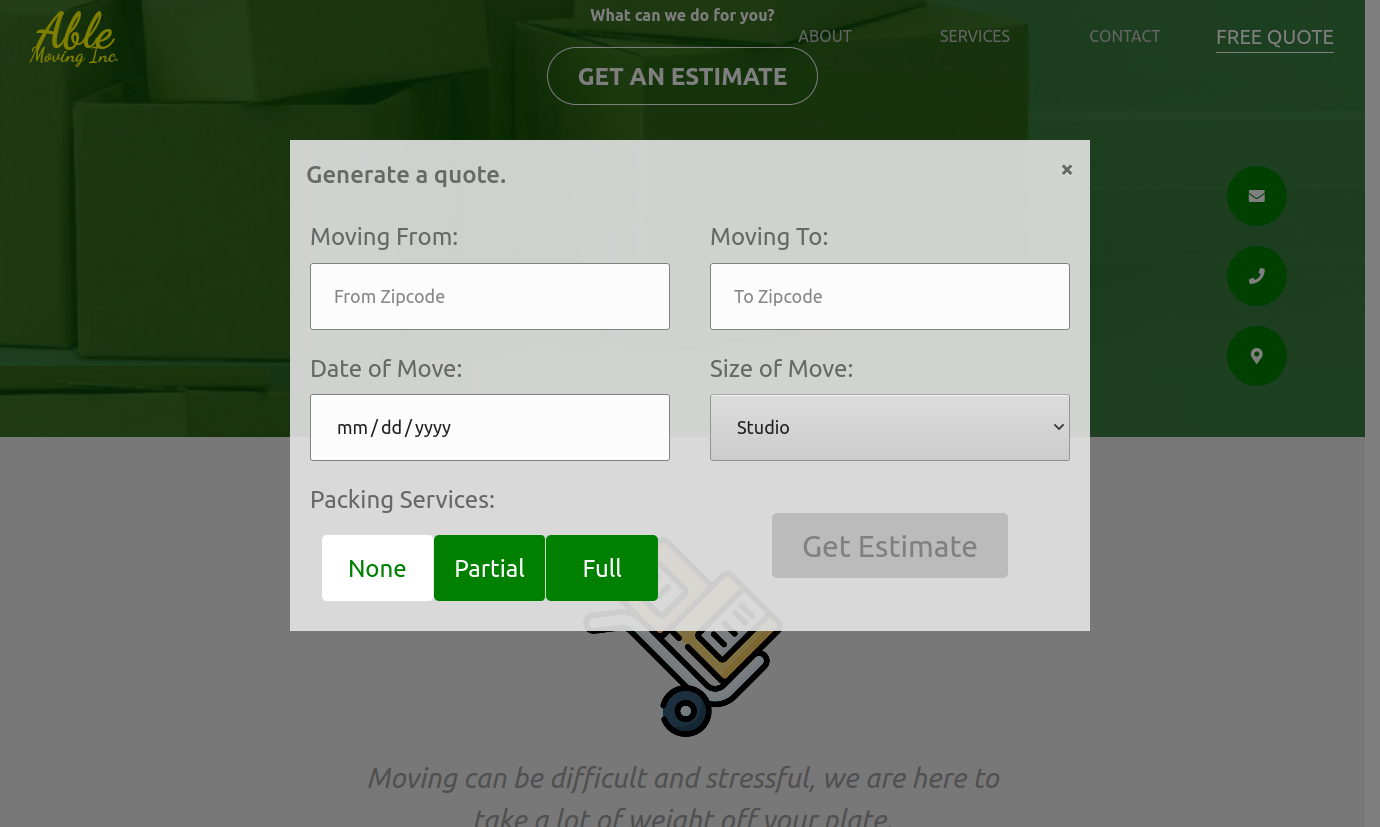 Able
Moving Inc.
What can we do for you?
ABOUT
SERVICES
CONTACT
FREE QUOTE
GET AN ESTIMATE
Generate a quote.
×
Moving From:
Moving To:
From Zipcode
To Zipcode
Date of Move:
Size of Move:
mm/dd/yyyy
Studio
Packing Services:
None
Partial
Full
Get Estimate
Moving can be difficult and stressful, we are here to
take a lot of weight off your plate.